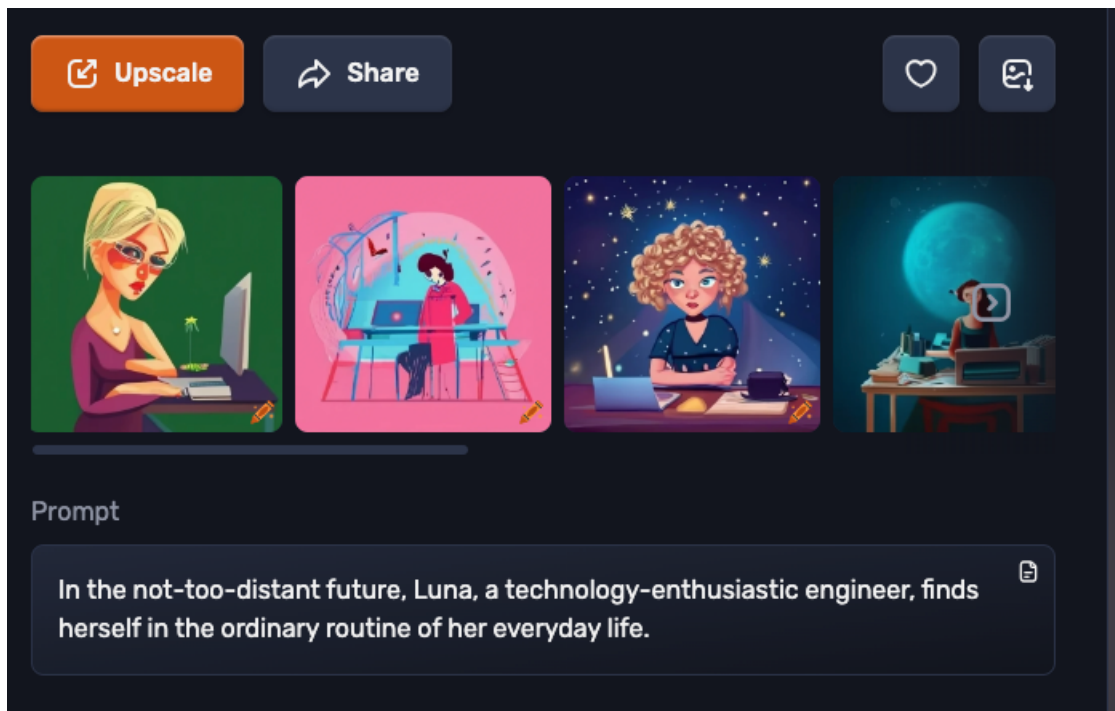 Upscale
Share
Prompt
In the not-too-distant future, Luna, a technology-enthusiastic engineer, finds
herself in the ordinary routine of her everyday life.